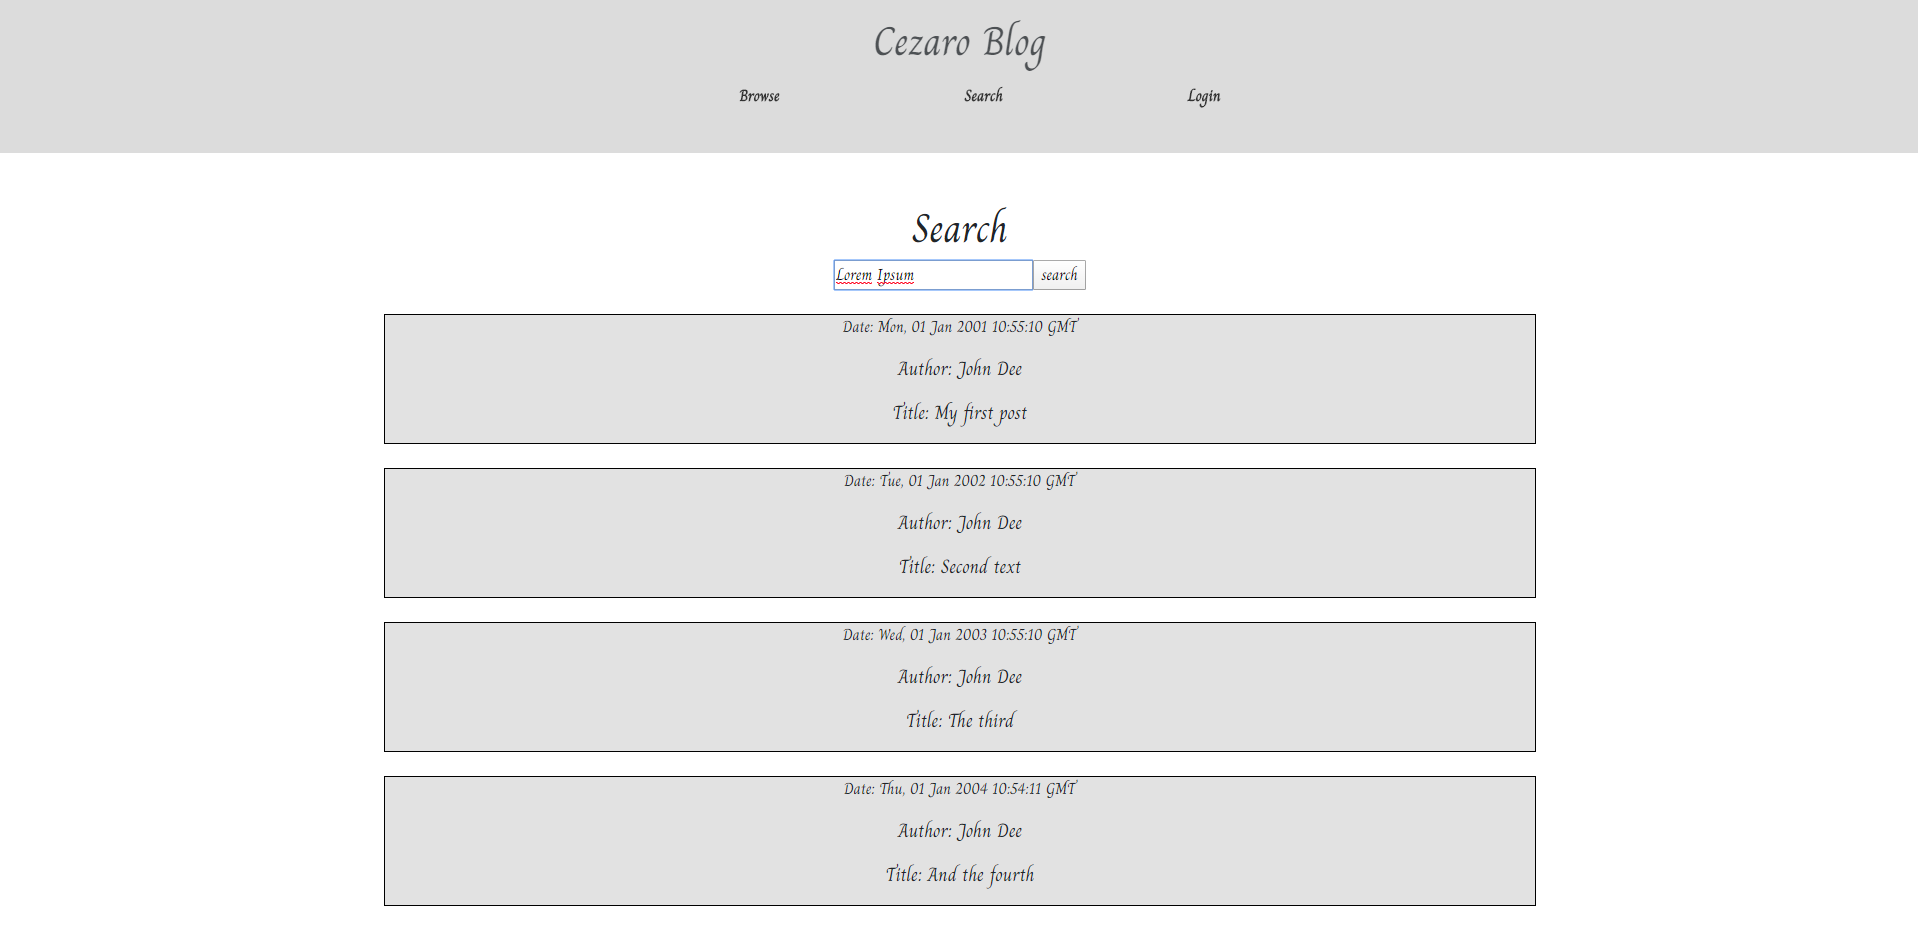 Cezaro Blog
Browse Search Login
Search
Lorem Ipsum search
Date: Mon, 01 Jan 2001 10:55:10 GMT
Author: John Dee
Title: My first post
Date: Tue, 01 Jan 2002 10:55:10 GMT
Author: John Dee
Title: Second text
Date: Wed, 01 Jan 2003 10:55:10 GMT
Author: John Dee
Title: The third
Date: Thu, 01 Jan 2004 10:54:11 GMT
Author: John Dee
Title: And the fourth